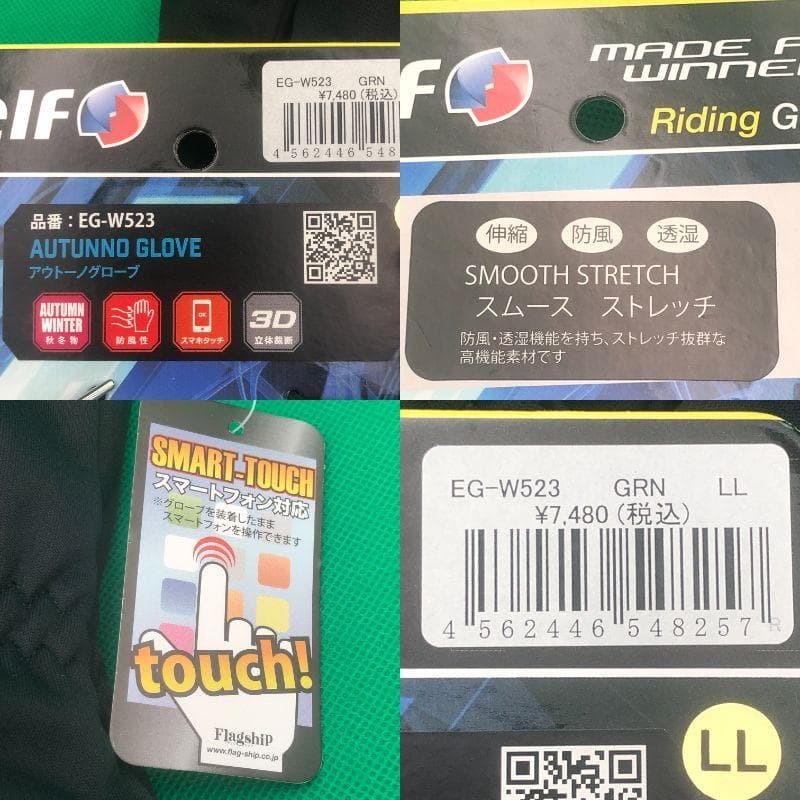 elf
EG-W523 GRN
¥7,480(税込)
4 562446 548
品番：EG-W523
AUTUNNO GLOVE
アウトーノグローブ
AUTUMN
WINTER
秋冬物
防風性
OK
スマホタッチ
3D
立体裁断
MADE F
WINNE
Riding G
伸縮
防風
透湿
SMOOTH STRETCH
スムース ストレッチ
防風・透湿機能を持ち、ストレッチ抜群な
高機能素材です
SMART-TOUCH
スマートフォン対応
※グローブを装着したまま
スマートフォンを操作できます
touch!
Flagship
www.flag-ship.co.jp
EG-W523 GRN LL
¥7,480(税込)
4 562446 548257 R
LL